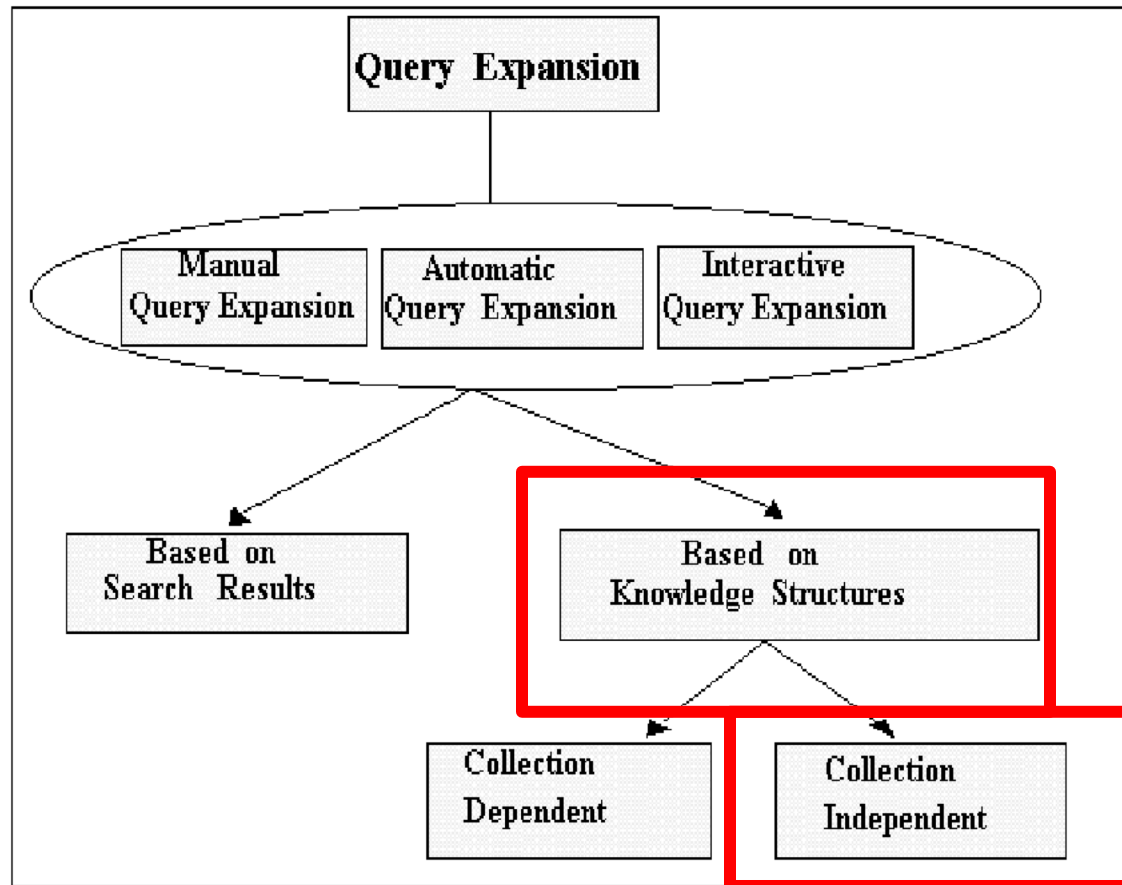 Query Expansion
Manual
Query Expansion
Automatic
Query Expansion
Interactive
Query Expansion
Based on
Search Results
Based on
Knowledge Structures
Collection
Dependent
Collection
Independent